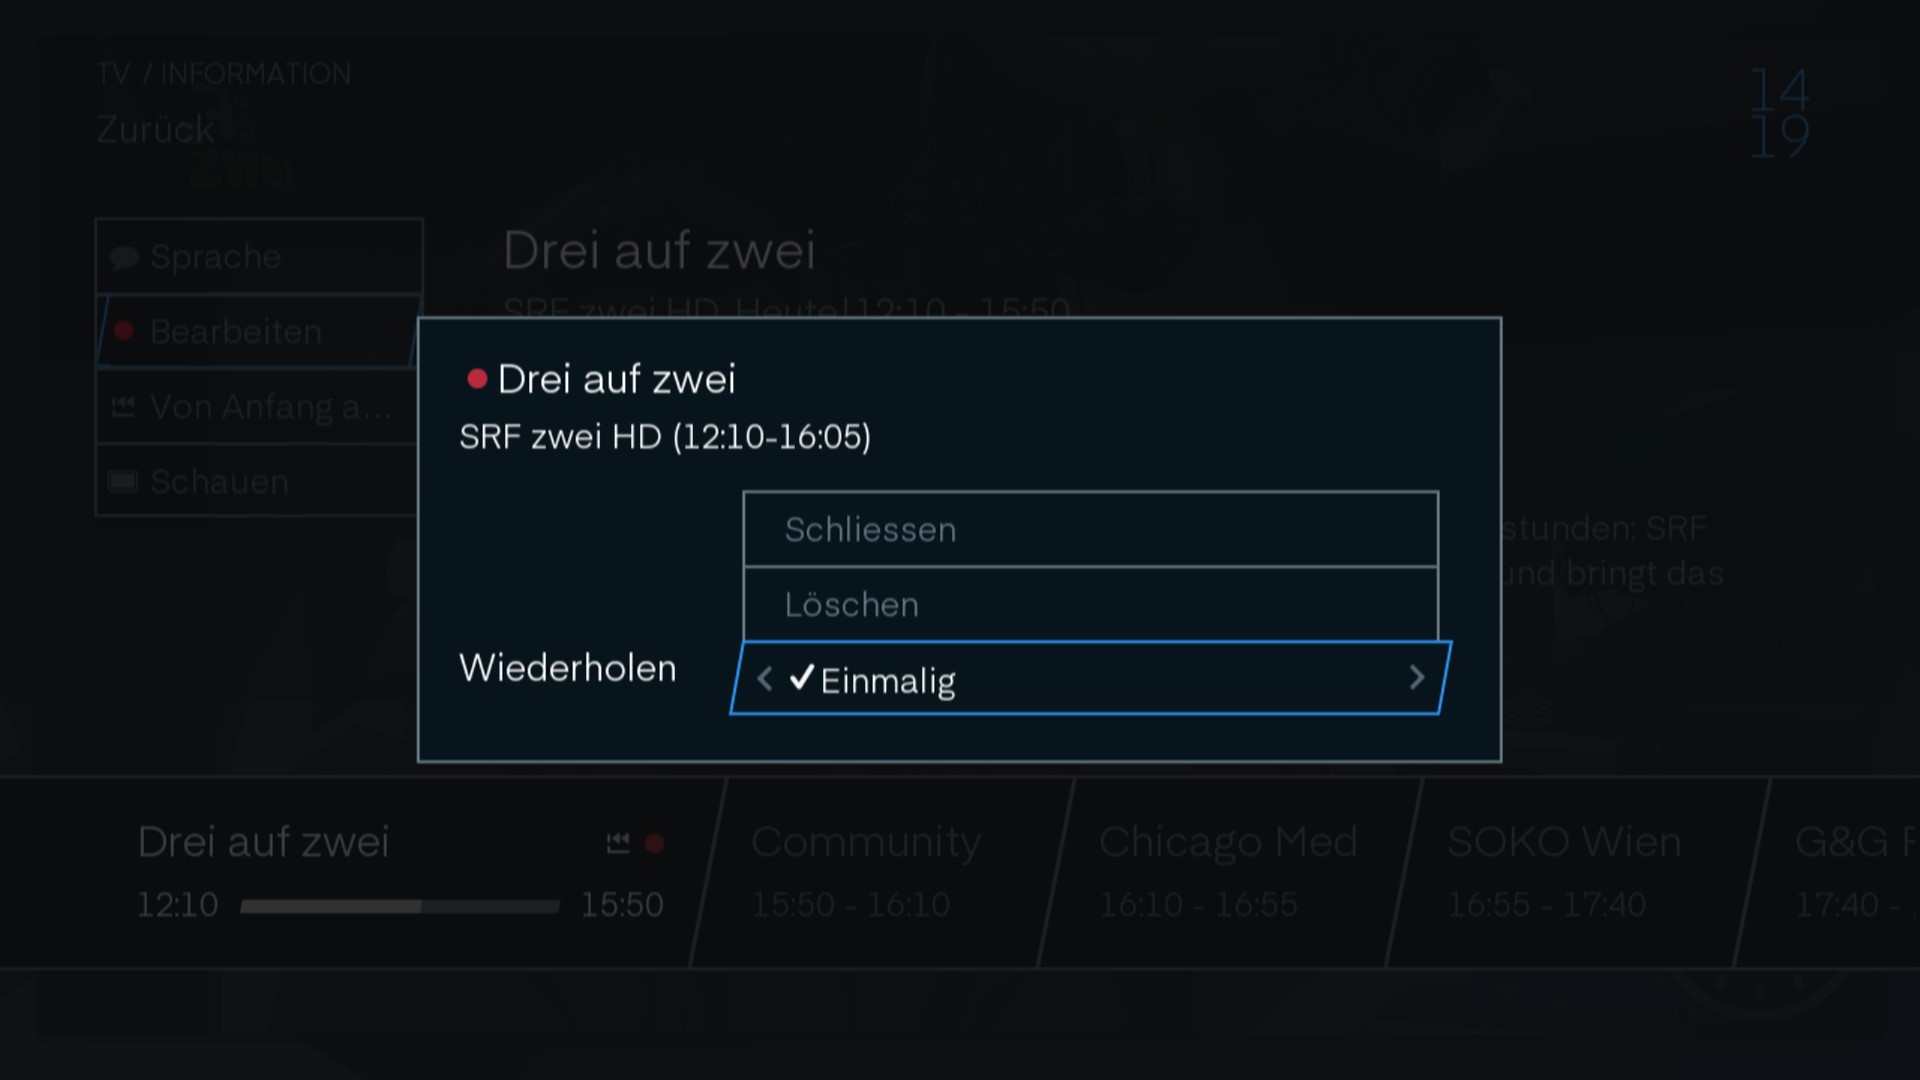 TV / INFORMATION
Zurück
zwei
14
19
Sprache
Bearbeiten
Von Anfang a...
Schauen
Drei auf zwei
SRF zwei HD, Heute | 12:10 - 15:50
Drei auf zwei
SRF zwei HD (12:10-16:05)
Schliessen
Löschen
Wiederholen
Einmalig
stunden: SRF
und bringt das
Drei auf zwei
12:10
15:50
Community
15:50 - 16:10
Chicago Med
16:10 - 16:55
SOKO Wien
16:55 - 17:40
G&G
17:40 -